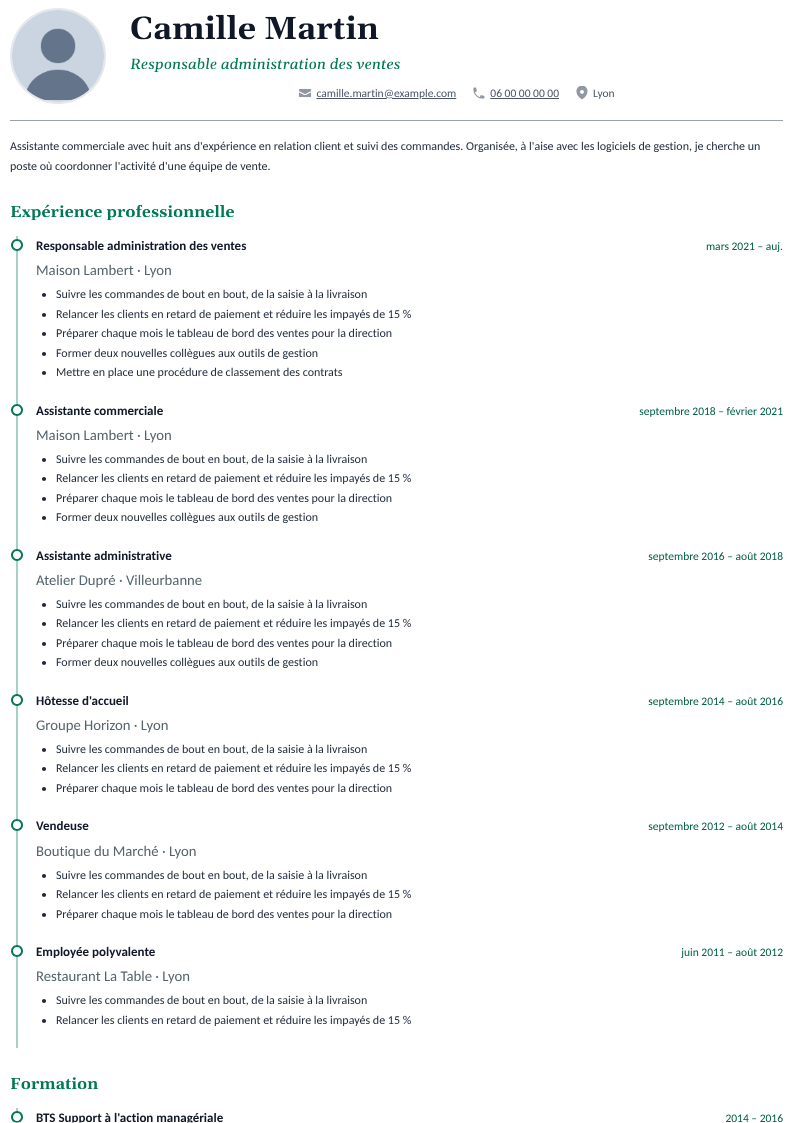 Camille Martin
Responsable administration des ventes
camille.martin@example.com 06 00 00 00 00 Lyon
Assistante commerciale avec huit ans d'expérience en relation client et suivi des commandes. Organisée, à l'aise avec les logiciels de gestion, je cherche un
poste où coordonner l'activité d'une équipe de vente.
Expérience professionnelle
Responsable administration des ventes mars 2021 – auj.
Maison Lambert · Lyon
• Suivre les commandes de bout en bout, de la saisie à la livraison
• Relancer les clients en retard de paiement et réduire les impayés de 15 %
• Préparer chaque mois le tableau de bord des ventes pour la direction
• Former deux nouvelles collègues aux outils de gestion
• Mettre en place une procédure de classement des contrats
Assistante commerciale septembre 2018 – février 2021
Maison Lambert · Lyon
• Suivre les commandes de bout en bout, de la saisie à la livraison
• Relancer les clients en retard de paiement et réduire les impayés de 15 %
• Préparer chaque mois le tableau de bord des ventes pour la direction
• Former deux nouvelles collègues aux outils de gestion
Assistante administrative septembre 2016 – août 2018
Atelier Dupré · Villeurbanne
• Suivre les commandes de bout en bout, de la saisie à la livraison
• Relancer les clients en retard de paiement et réduire les impayés de 15 %
• Préparer chaque mois le tableau de bord des ventes pour la direction
• Former deux nouvelles collègues aux outils de gestion
Hôtesse d'accueil septembre 2014 – août 2016
Groupe Horizon · Lyon
• Suivre les commandes de bout en bout, de la saisie à la livraison
• Relancer les clients en retard de paiement et réduire les impayés de 15 %
• Préparer chaque mois le tableau de bord des ventes pour la direction
Vendeuse septembre 2012 – août 2014
Boutique du Marché · Lyon
• Suivre les commandes de bout en bout, de la saisie à la livraison
• Relancer les clients en retard de paiement et réduire les impayés de 15 %
• Préparer chaque mois le tableau de bord des ventes pour la direction
Employée polyvalente juin 2011 – août 2012
Restaurant La Table · Lyon
• Suivre les commandes de bout en bout, de la saisie à la livraison
• Relancer les clients en retard de paiement et réduire les impayés de 15 %
Formation
BTS Support à l'action managériale 2014 – 2016